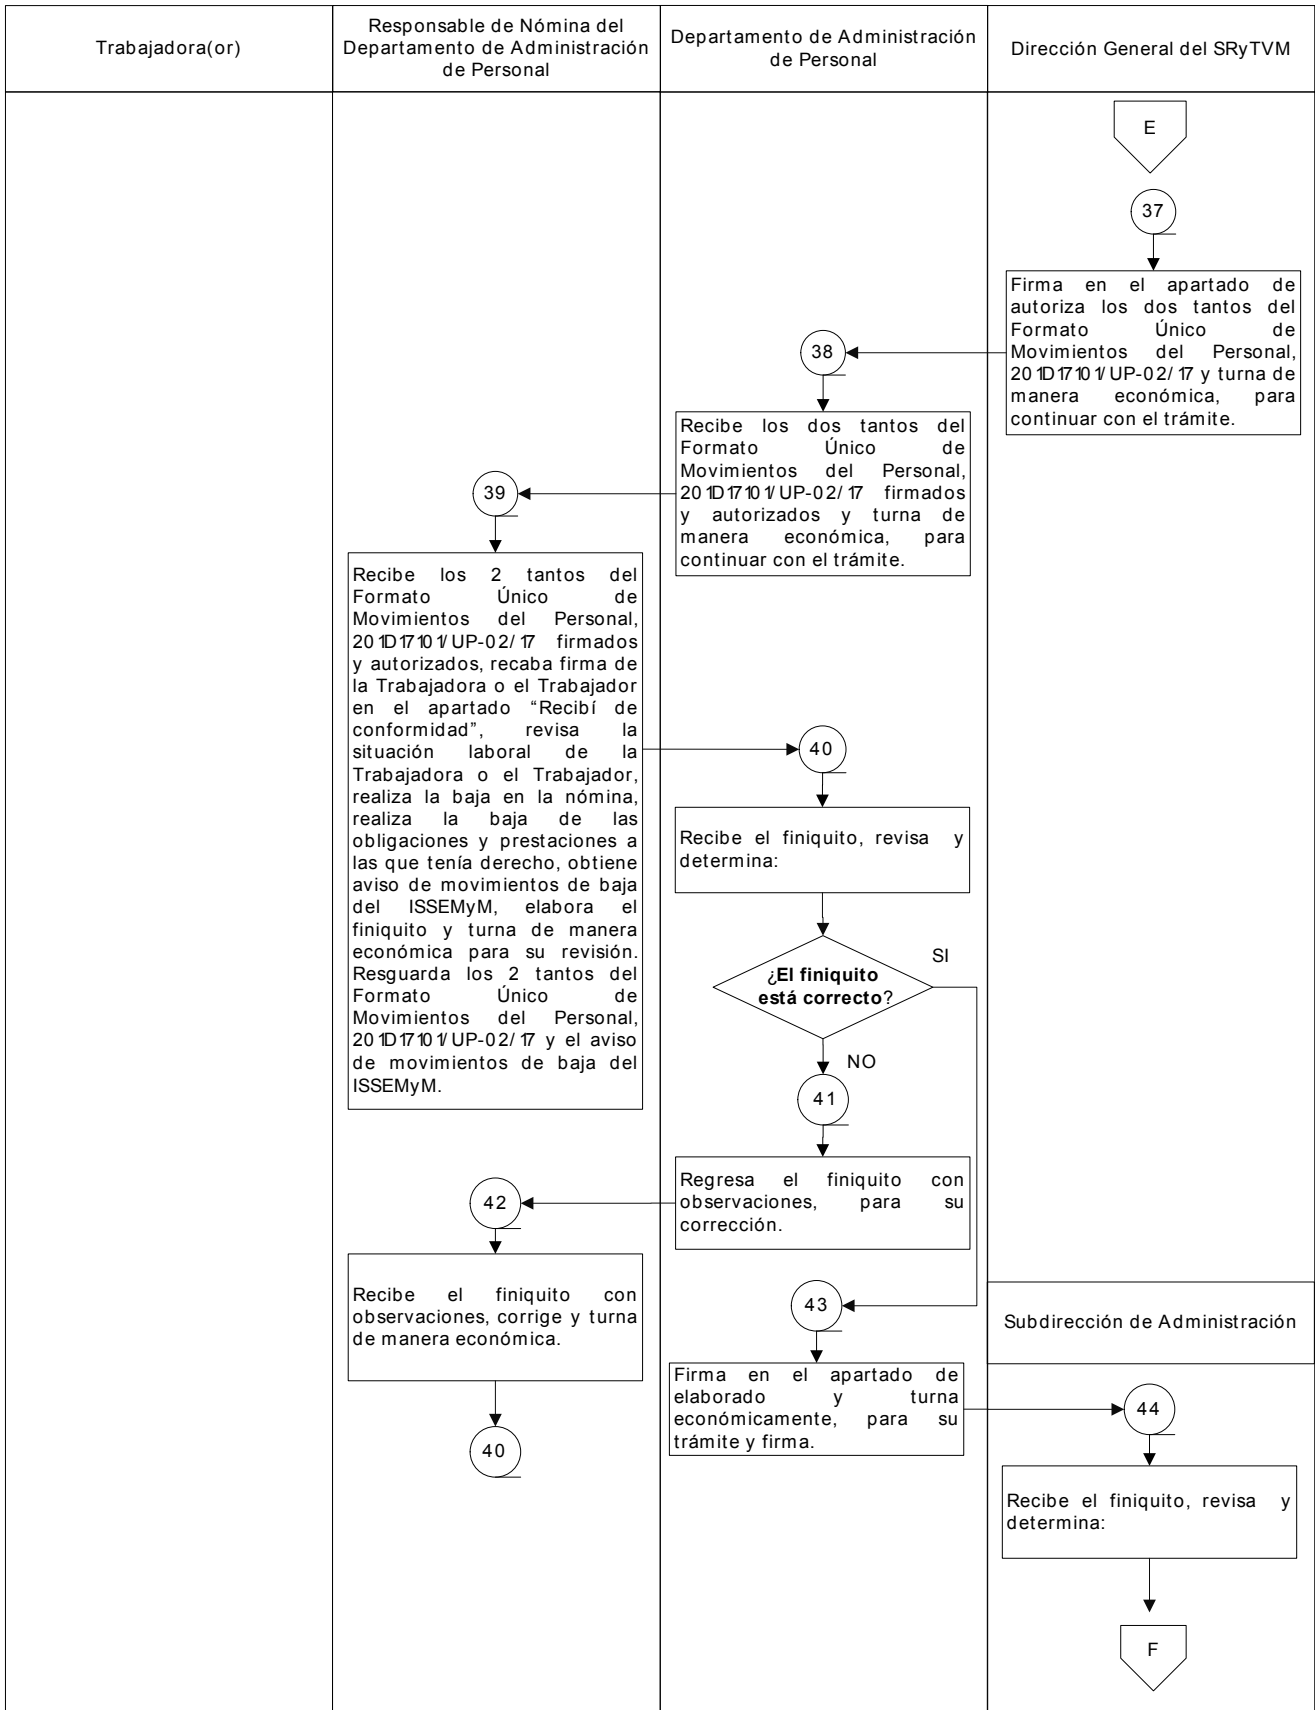 Trabajadora(or)
Responsable de Nómina del
Departamento de Administración
de Personal
Departamento de Administración
de Personal
Dirección General del SRyTVM
E
37
Firma en el apartado de
autoriza los dos tantos del
Formato Único de
Movimientos del Personal,
201D17101/UP-02/17 y turna de
manera económica, para
continuar con el trámite.
38
Recibe los dos tantos del
Formato Único de
Movimientos del Personal,
201D17101/UP-02/17 firmados
y autorizados y turna de
manera económica, para
continuar con el trámite.
39
Recibe los 2 tantos del
Formato Único de
Movimientos del Personal,
201D17101/UP-02/17 firmados
y autorizados, recaba firma de
la Trabajadora o el Trabajador
en el apartado “Recibí de
conformidad”, revisa la
situación laboral de la
Trabajadora o el Trabajador,
realiza la baja en la nómina,
realiza la baja de las
obligaciones y prestaciones a
las que tenía derecho, obtiene
aviso de movimientos de baja
del ISSEMyM, elabora el
finiquito y turna de manera
económica para su revisión.
Resguarda los 2 tantos del
Formato Único de
Movimientos del Personal,
201D17101/UP-02/17 y el aviso
de movimientos de baja del
ISSEMyM.
40
Recibe el finiquito, revisa y
determina:
¿El finiquito
está correcto?
SI
NO
41
Regresa el finiquito con
observaciones, para su
corrección.
42
Recibe el finiquito con
observaciones, corrige y turna
de manera económica.
40
43
Firma en el apartado de
elaborado y turna
económicamente, para su
trámite y firma.
Subdirección de Administración
44
Recibe el finiquito, revisa y
determina:
F